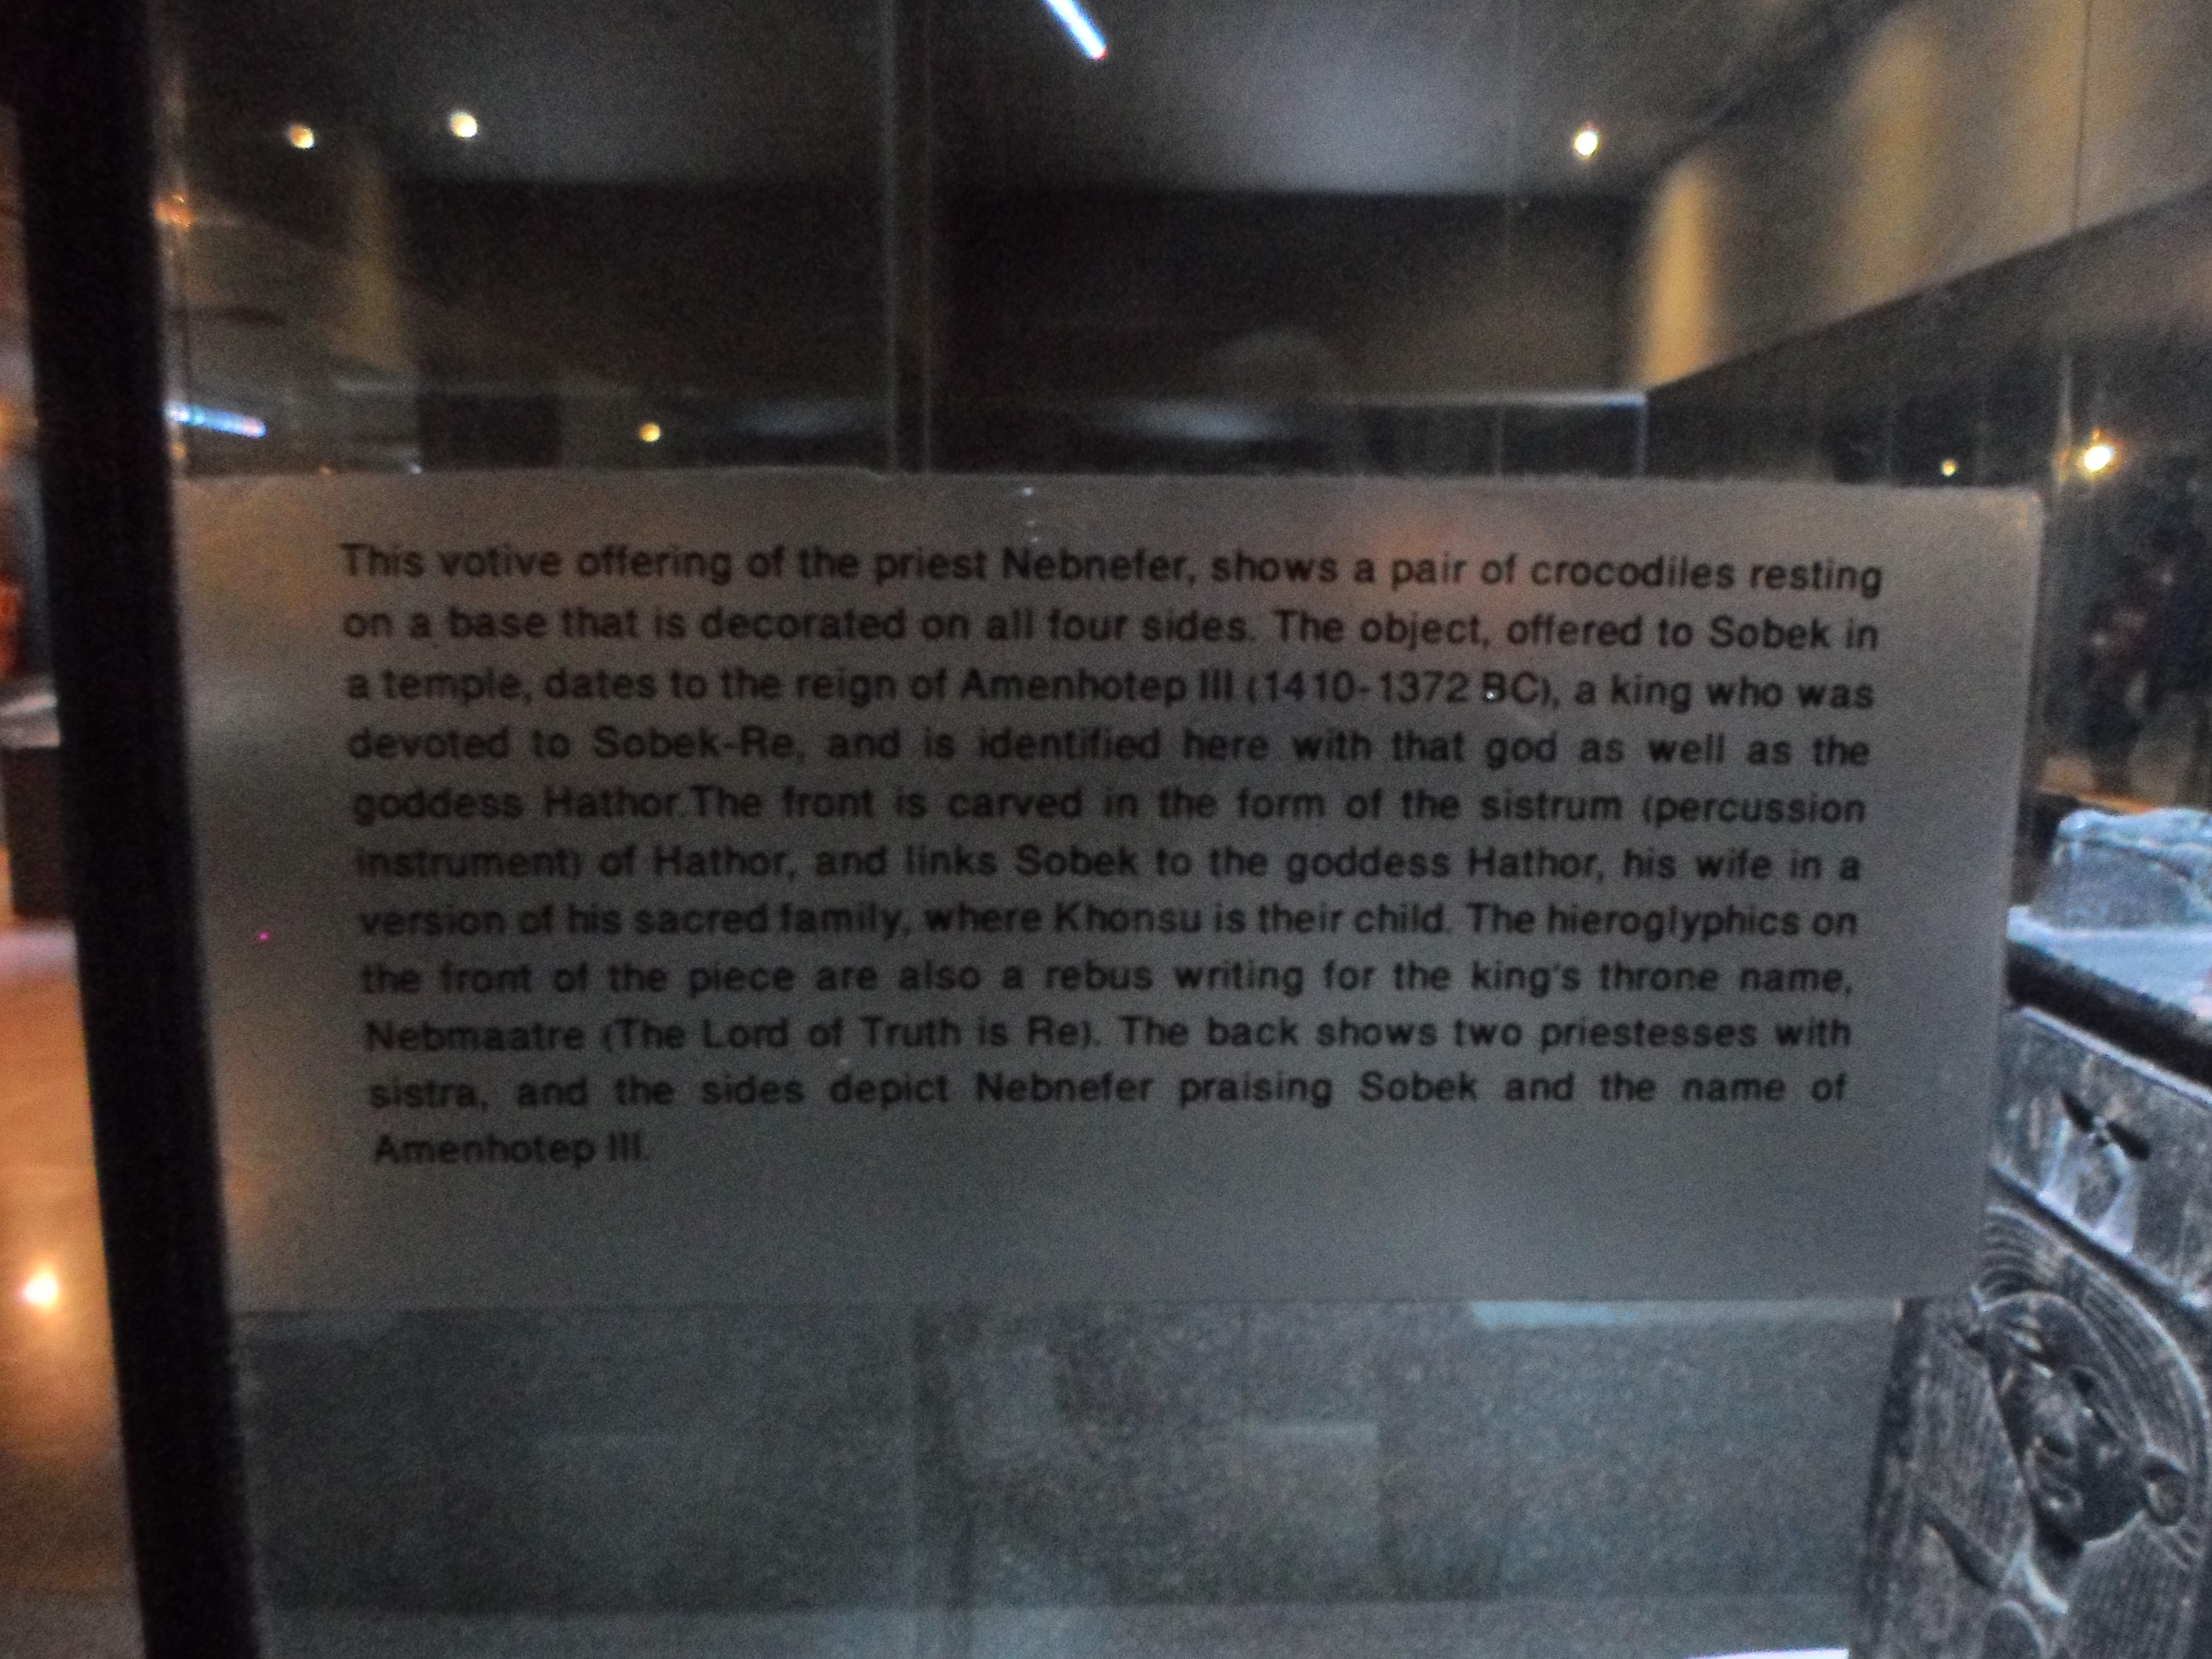 This votive offering of the priest Nebnefer, shows a pair of crocodiles resting
on a base that is decorated on all four sides. The object, offered to Sobek in
a temple, dates to the reign of Amenhotep III (1410-1372 BC), a king who was
devoted to Sobek-Re, and is identified here with that god as well as the
goddess Hathor.The front is carved in the form of the sistrum (percussion
instrument) of Hathor, and links Sobek to the goddess Hathor, his wife in a
version of his sacred family, where Khonsu is their child. The hieroglyphics on
the front of the piece are also a rebus writing for the king's throne name,
Nebmaatre (The Lord of Truth is Re). The back shows two priestesses with
sistra, and the sides depict Nebnefer praising Sobek and the name of
Amenhotep III.